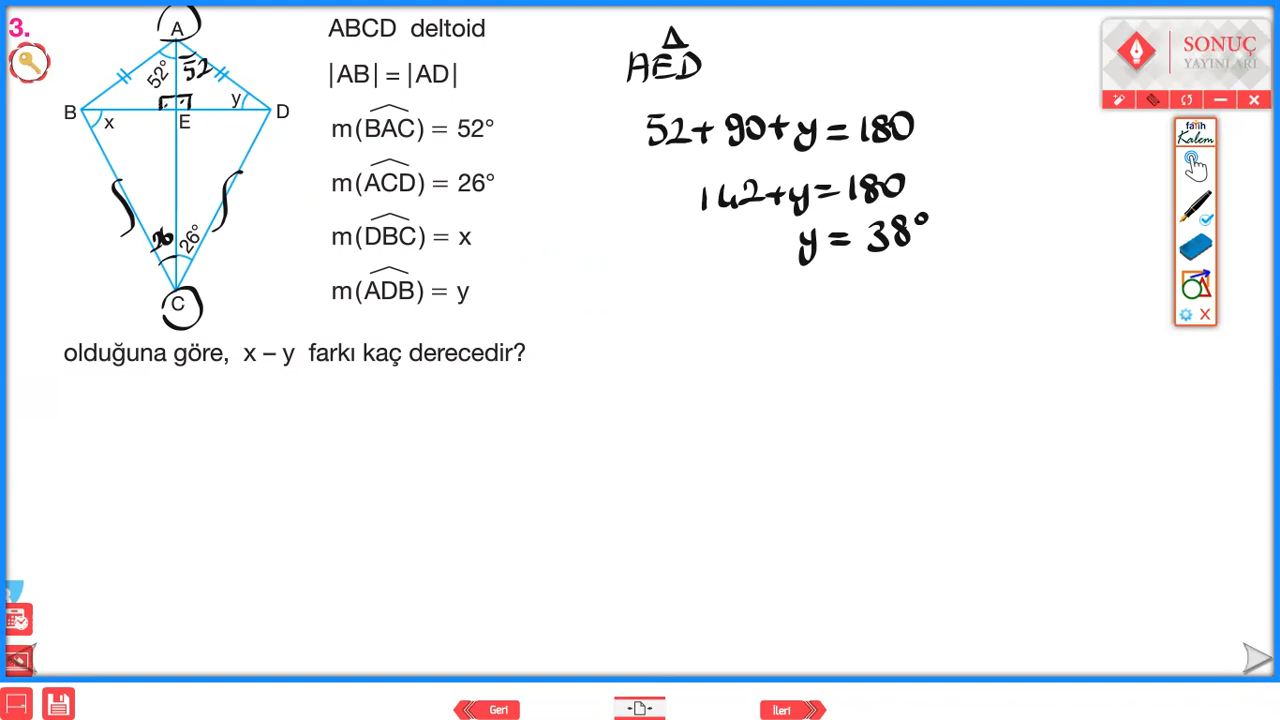 3.
A
52°
52
B
x
E
y
D
26
26°
C
ABCD deltoid
|AB| = |AD|
m(BAC) = 52°
m(ACD) = 26°
m(DBC) = x
m(ADB) = y
olduğuna göre, x – y farkı kaç derecedir?
Δ
AED
52 + 90 + y = 180
142 + y = 180
y = 38°
SONUÇ
YAYINLARI
fatih
Kalem
Geri
İleri